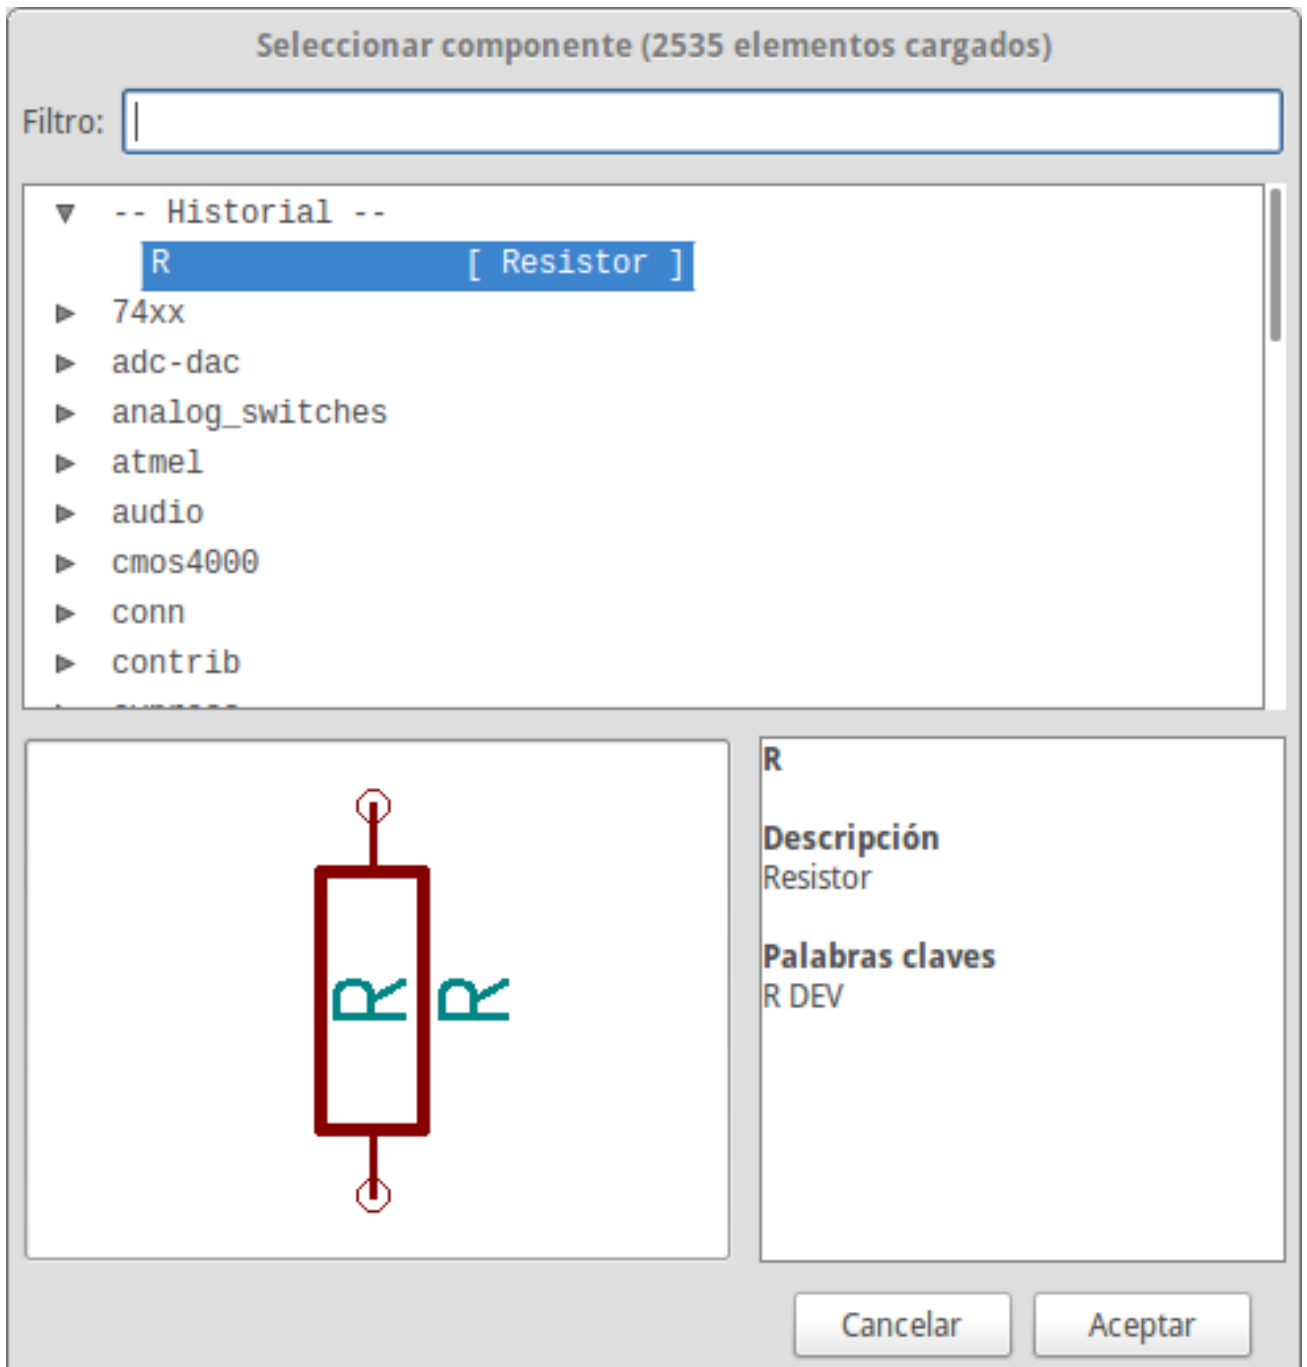 Seleccionar componente (2535 elementos cargados)
Filtro:
-- Historial --
R [ Resistor ]
74xx
adc-dac
analog_switches
atmel
audio
cmos4000
conn
contrib
R
Descripción
Resistor
Palabras claves
R DEV
R R
Cancelar Aceptar